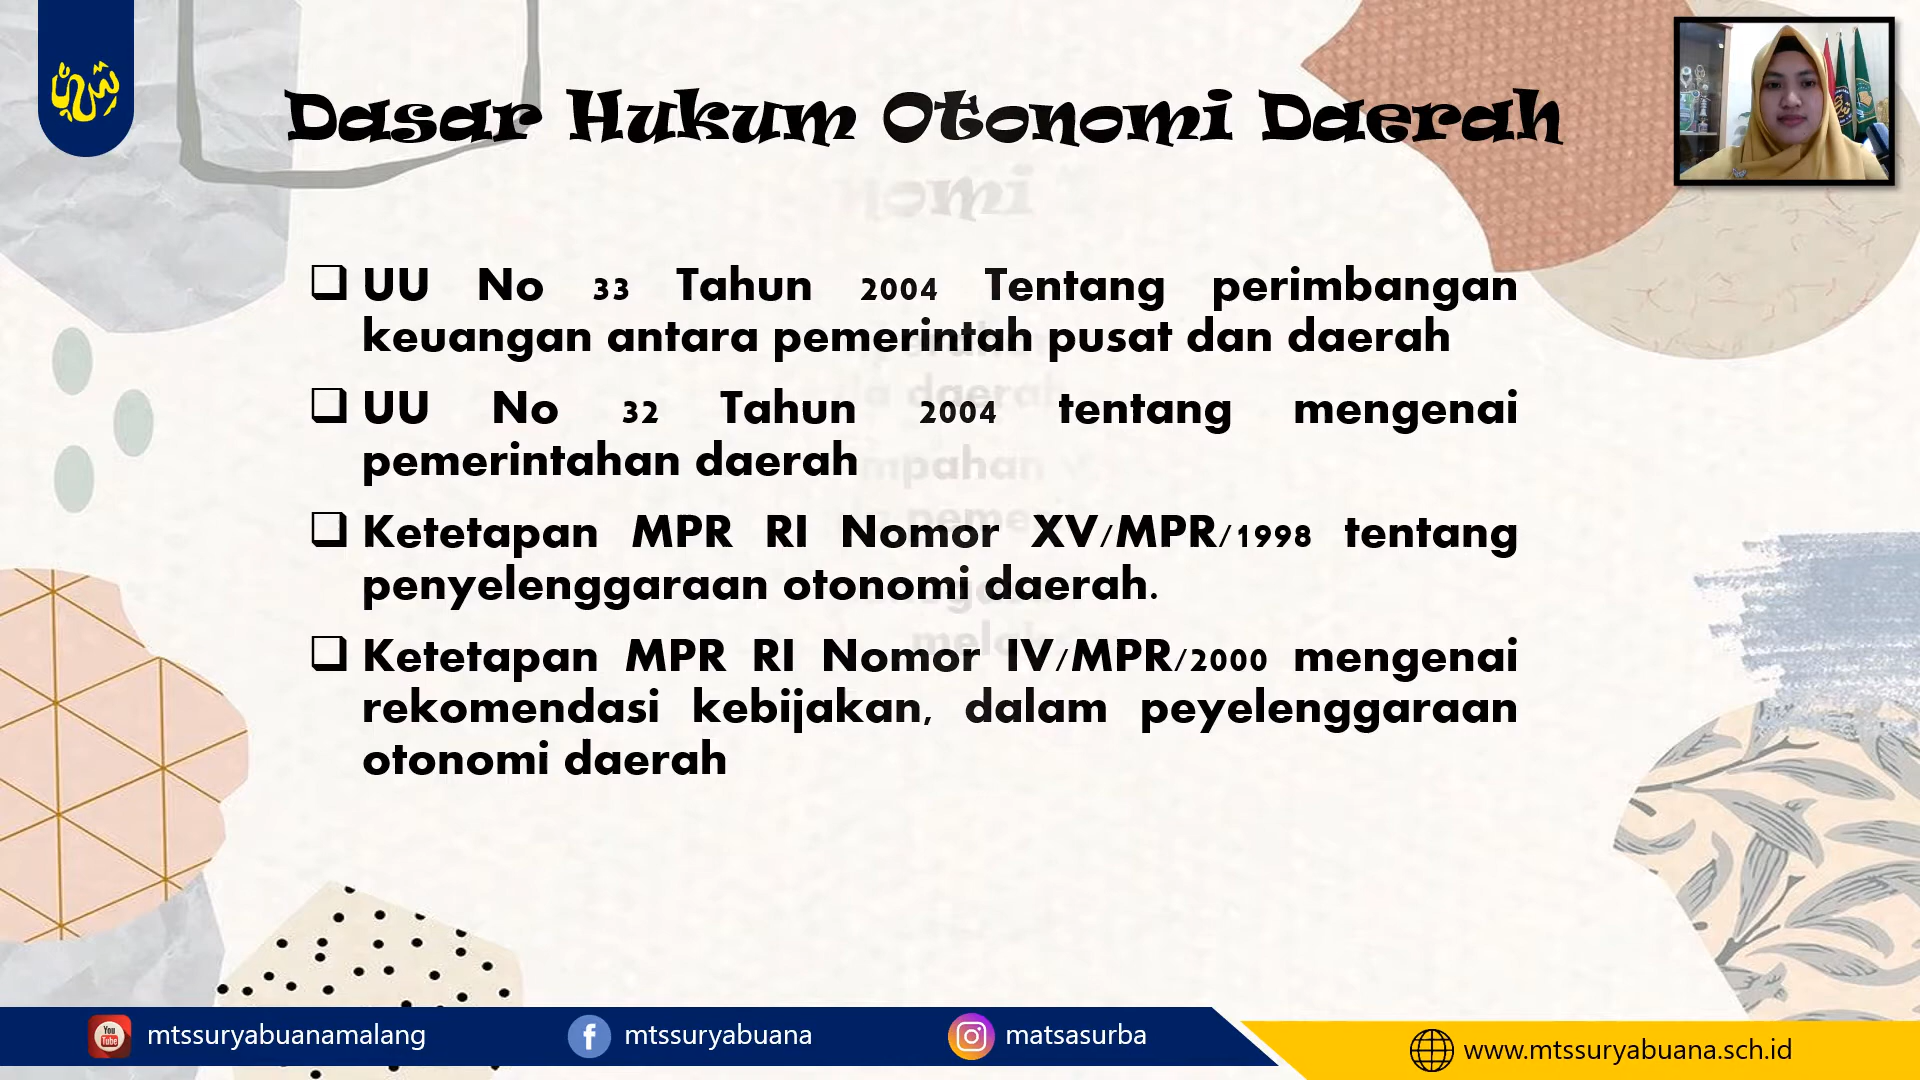 Dasar Hukum Otonomi Daerah
nomi
❑ UU No 33 Tahun 2004 Tentang perimbangan
keuangan antara pemerintah pusat dan daerah
❑ UU No 32 Tahun 2004 tentang mengenai
pemerintahan daerah
❑ Ketetapan MPR RI Nomor XV/MPR/1998 tentang
penyelenggaraan otonomi daerah.
❑ Ketetapan MPR RI Nomor IV/MPR/2000 mengenai
rekomendasi kebijakan, dalam peyelenggaraan
otonomi daerah
You Tube mtssuryabuanamalang
f mtssuryabuana
matsasurba
www.mtssuryabuana.sch.id